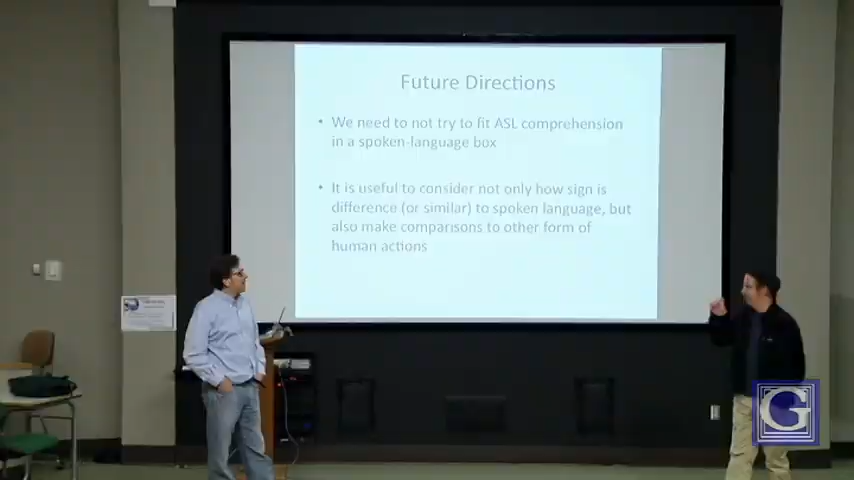 Future Directions
• We need to not try to fit ASL comprehension
in a spoken-language box
• It is useful to consider not only how sign is
difference (or similar) to spoken language, but
also make comparisons to other form of
human actions
G